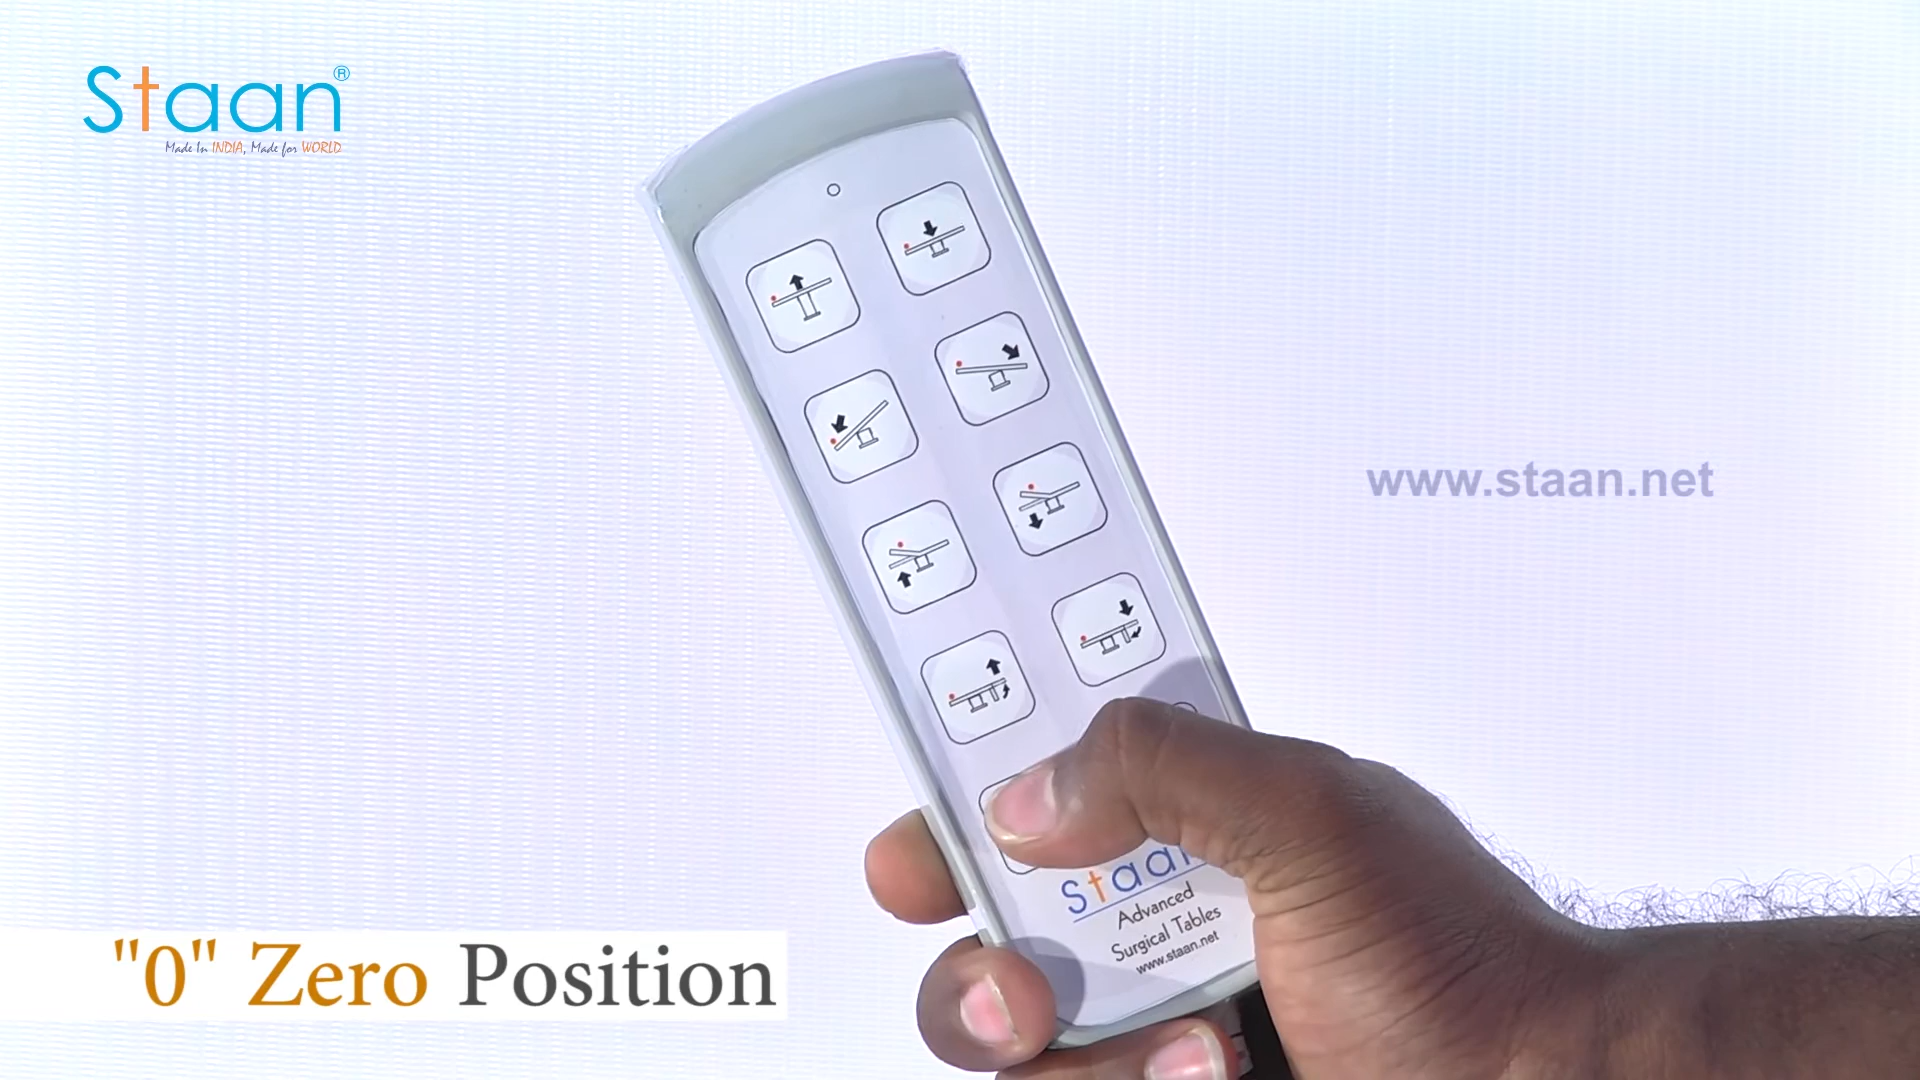 Staan®
Made In INDIA, Made for WORLD
www.staan.net
Staan
Advanced
Surgical Tables
www.staan.net
"0" Zero Position